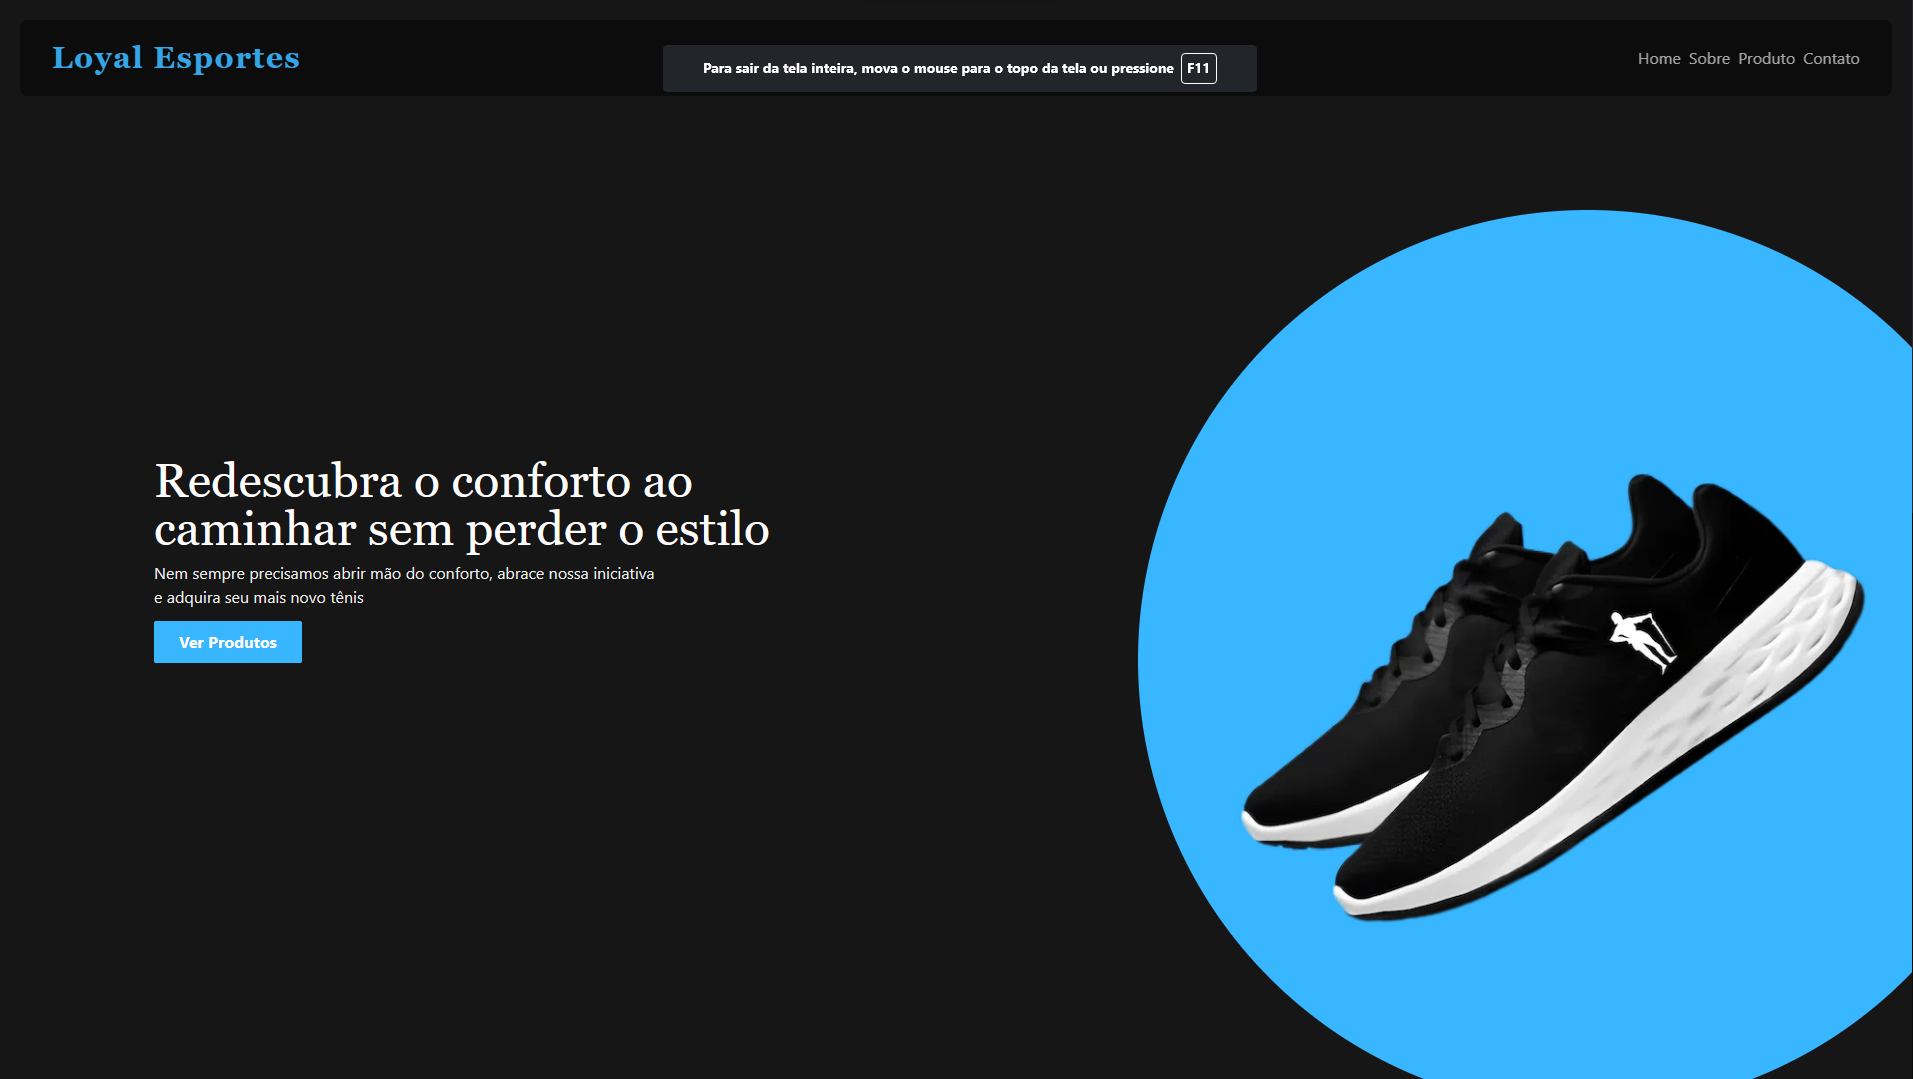 Loyal Esportes
Para sair da tela inteira, mova o mouse para o topo da tela ou pressione F11
Home Sobre Produto Contato
Redescubra o conforto ao
caminhar sem perder o estilo
Nem sempre precisamos abrir mão do conforto, abrace nossa iniciativa
e adquira seu mais novo tênis
Ver Produtos